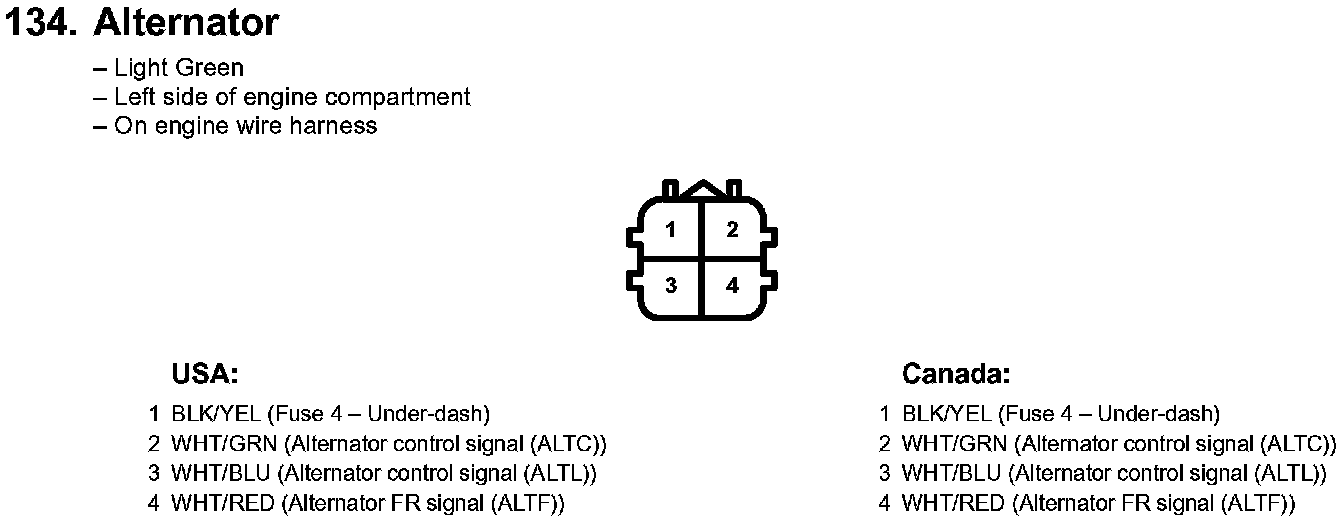 134. Alternator
– Light Green
– Left side of engine compartment
– On engine wire harness
1 2
3 4
USA:
1 BLK/YEL (Fuse 4 – Under-dash)
2 WHT/GRN (Alternator control signal (ALTC))
3 WHT/BLU (Alternator control signal (ALTL))
4 WHT/RED (Alternator FR signal (ALTF))
Canada:
1 BLK/YEL (Fuse 4 – Under-dash)
2 WHT/GRN (Alternator control signal (ALTC))
3 WHT/BLU (Alternator control signal (ALTL))
4 WHT/RED (Alternator FR signal (ALTF))